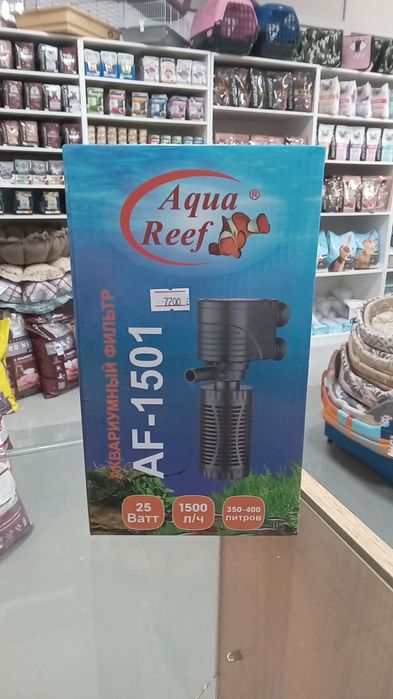 Aqua ®
Reef
7200
АКВАРИУМНЫЙ ФИЛЬТР
AF-1501
25
Ватт
1500
л/ч
350-400
литров